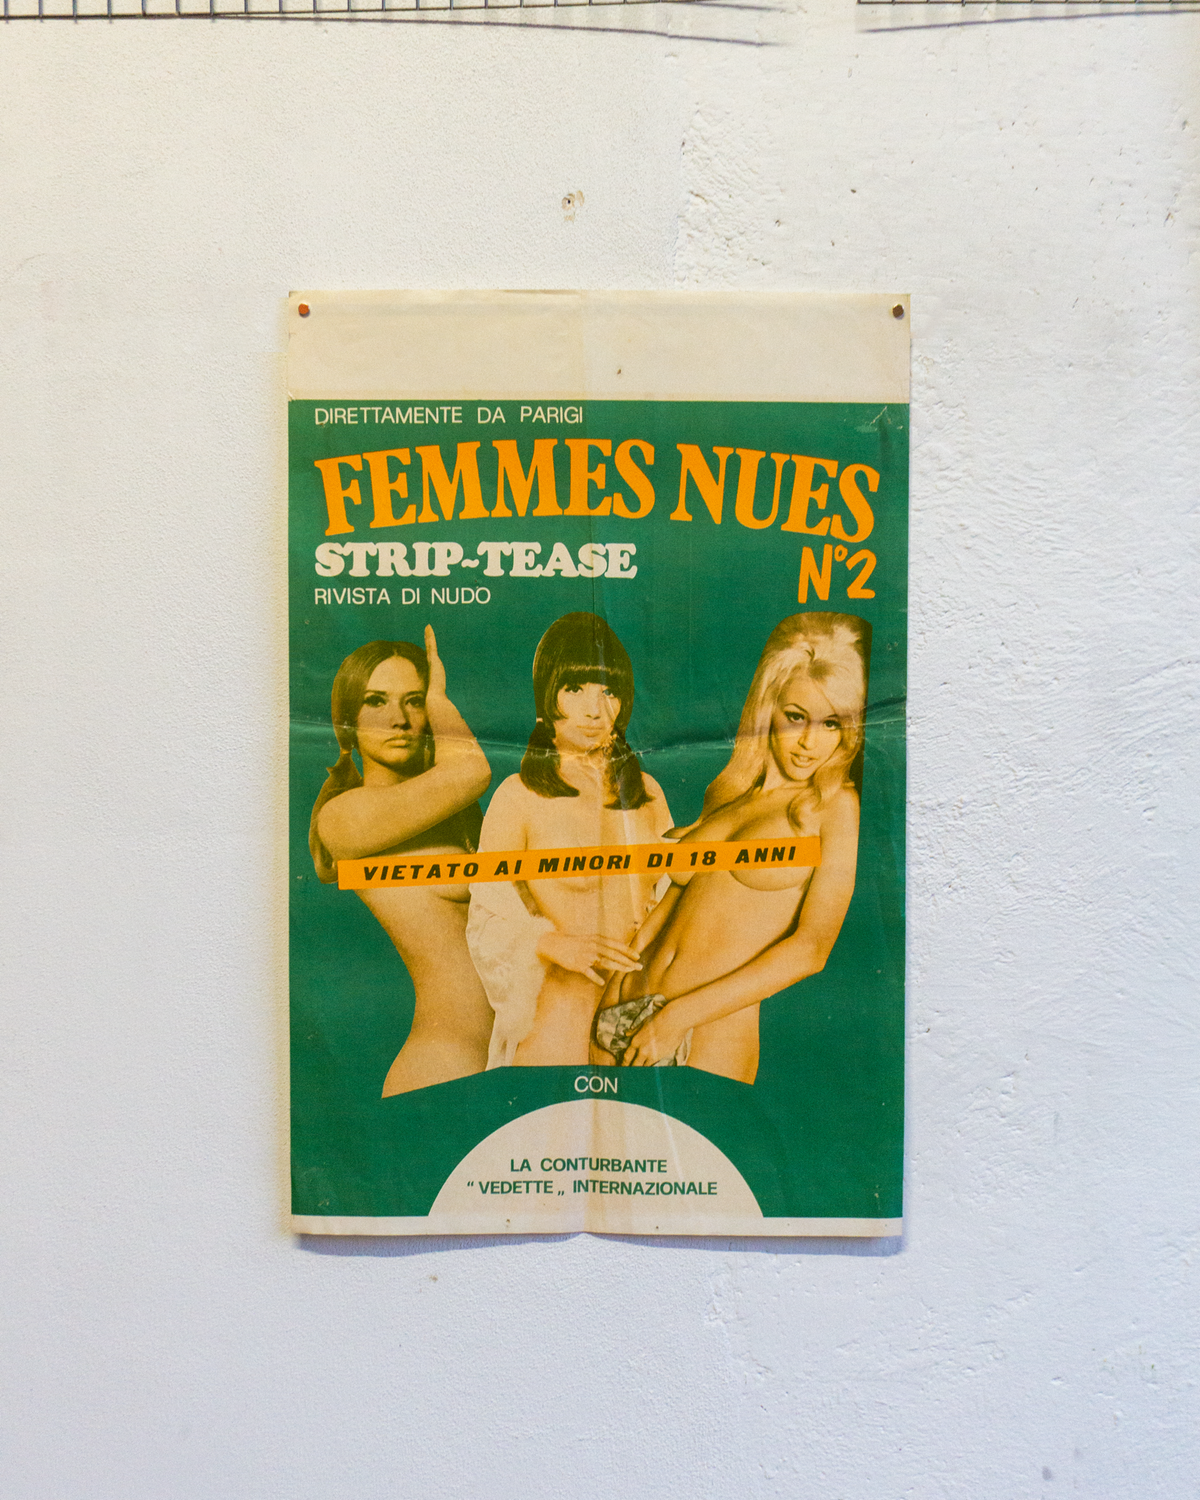 DIRETTAMENTE DA PARIGI
FEMMES NUES
STRIP-TEASE
Nº2
RIVISTA DI NUDO
VIETATO AI MINORI DI 18 ANNI
CON
LA CONTURBANTE
“ VEDETTE „ INTERNAZIONALE